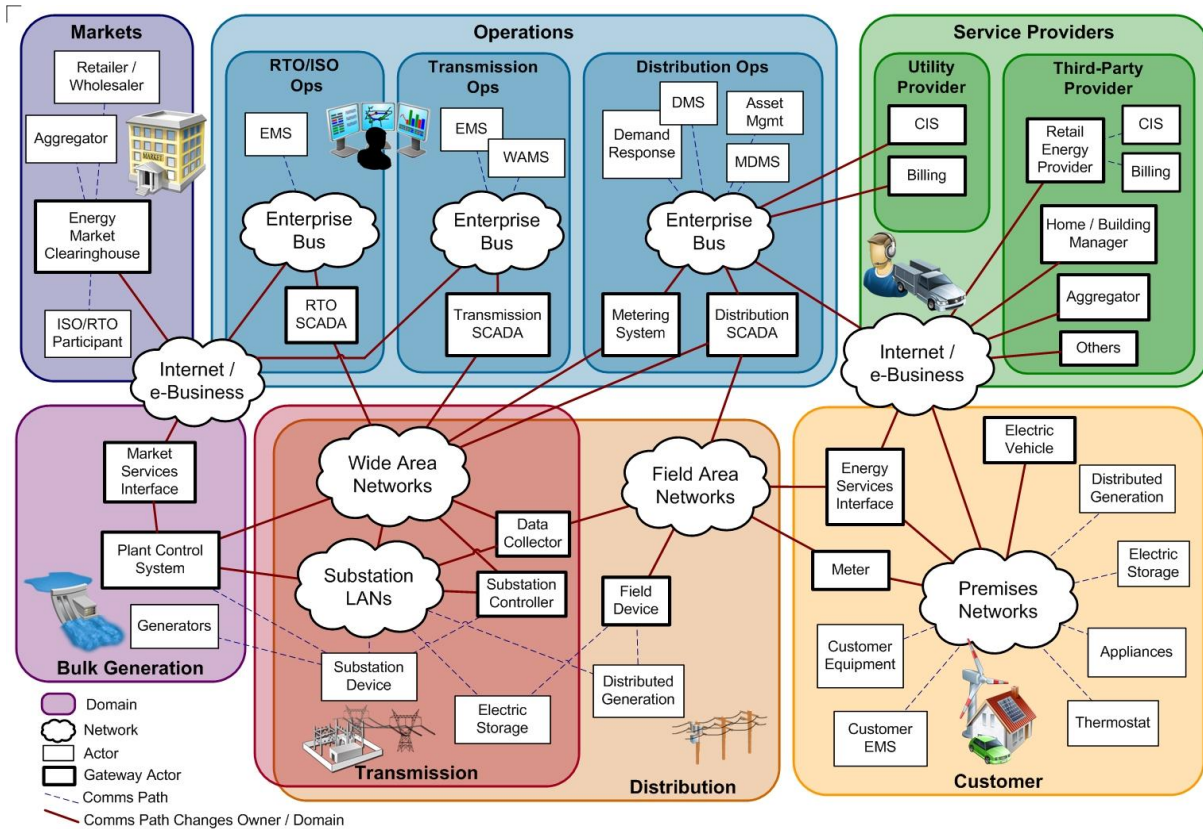 Markets
Retailer /
Wholesaler
Aggregator
MARKET
Energy
Market
Clearinghouse
ISO/RTO
Participant
Operations
RTO/ISO
Ops
EMS
Enterprise
Bus
RTO
SCADA
Transmission
Ops
EMS
WAMS
Enterprise
Bus
Transmission
SCADA
Distribution Ops
DMS
Asset
Mgmt
Demand
Response
MDMS
Enterprise
Bus
Metering
System
Distribution
SCADA
Service Providers
Utility
Provider
CIS
Billing
Third-Party
Provider
Retail
Energy
Provider
CIS
Billing
Home / Building
Manager
Aggregator
Others
Internet /
e-Business
Internet /
e-Business
Market
Services
Interface
Plant Control
System
Generators
Bulk Generation
Wide Area
Networks
Substation
LANs
Data
Collector
Substation
Controller
Substation
Device
Electric
Storage
Transmission
Field Area
Networks
Field
Device
Distributed
Generation
Distribution
Energy
Services
Interface
Electric
Vehicle
Distributed
Generation
Meter
Premises
Networks
Electric
Storage
Customer
Equipment
Appliances
Customer
EMS
Thermostat
Customer
Domain
Network
Actor
Gateway Actor
Comms Path
Comms Path Changes Owner / Domain